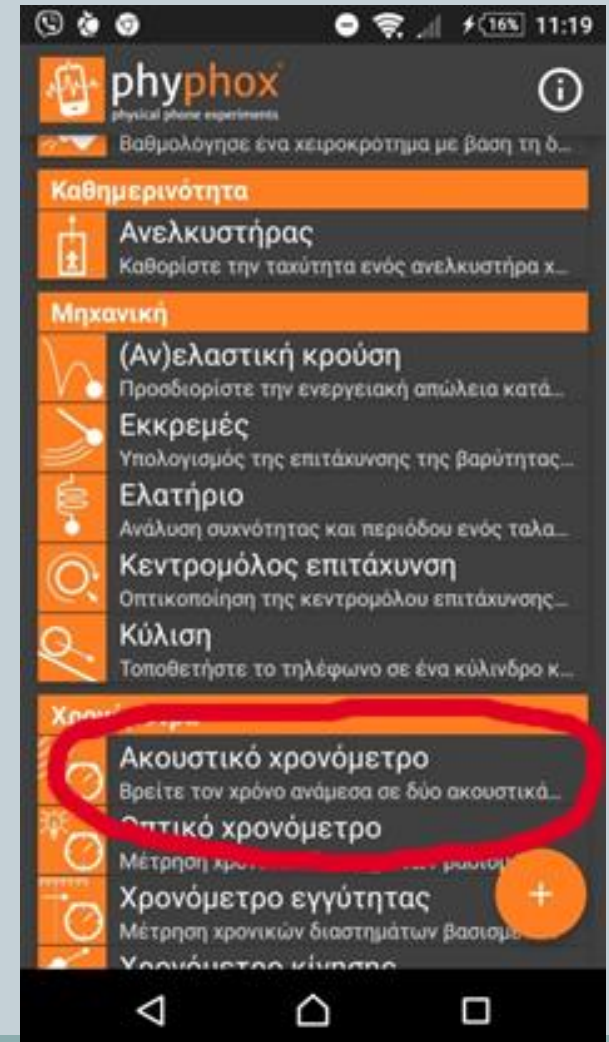 16% 11:19
phyphox
physical phone experiments
Βαθμολόγησε ένα χειροκρότημα με βάση τη δ...
Καθημερινότητα
Ανελκυστήρας
Καθορίστε την ταχύτητα ενός ανελκυστήρα χ...
Μηχανική
(Αν)ελαστική κρούση
Προσδιορίστε την ενεργειακή απώλεια κατά...
Εκκρεμές
Υπολογισμός της επιτάχυνσης της βαρύτητας...
Ελατήριο
Ανάλυση συχνότητας και περιόδου ενός ταλα...
Κεντρομόλος επιτάχυνση
Οπτικοποίηση της κεντρομόλου επιτάχυνσης...
Κύλιση
Τοποθετήστε το τηλέφωνο σε ένα κύλινδρο κ...
Ακουστικό χρονόμετρο
Βρείτε τον χρόνο ανάμεσα σε δύο ακουστικά...
Οπτικό χρονόμετρο
Μέτρηση
Χρονόμετρο εγγύτητας
Μέτρηση χρονικών διαστημάτων
Χρονόμετρο κίνησης